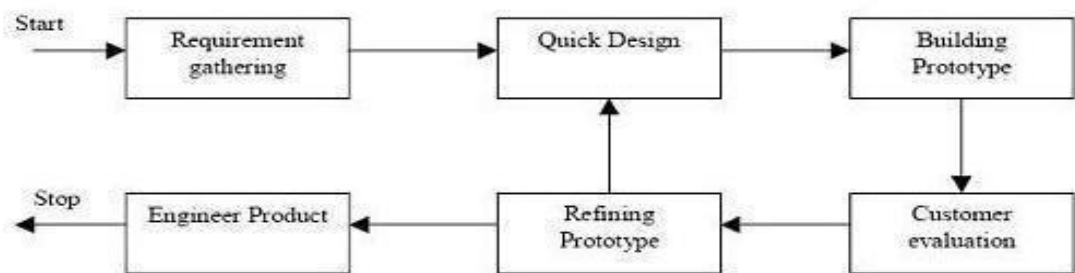 Start
Requirement
gathering
Quick Design
Building
Prototype
Stop
Engineer Product
Refining
Prototype
Customer
evaluation